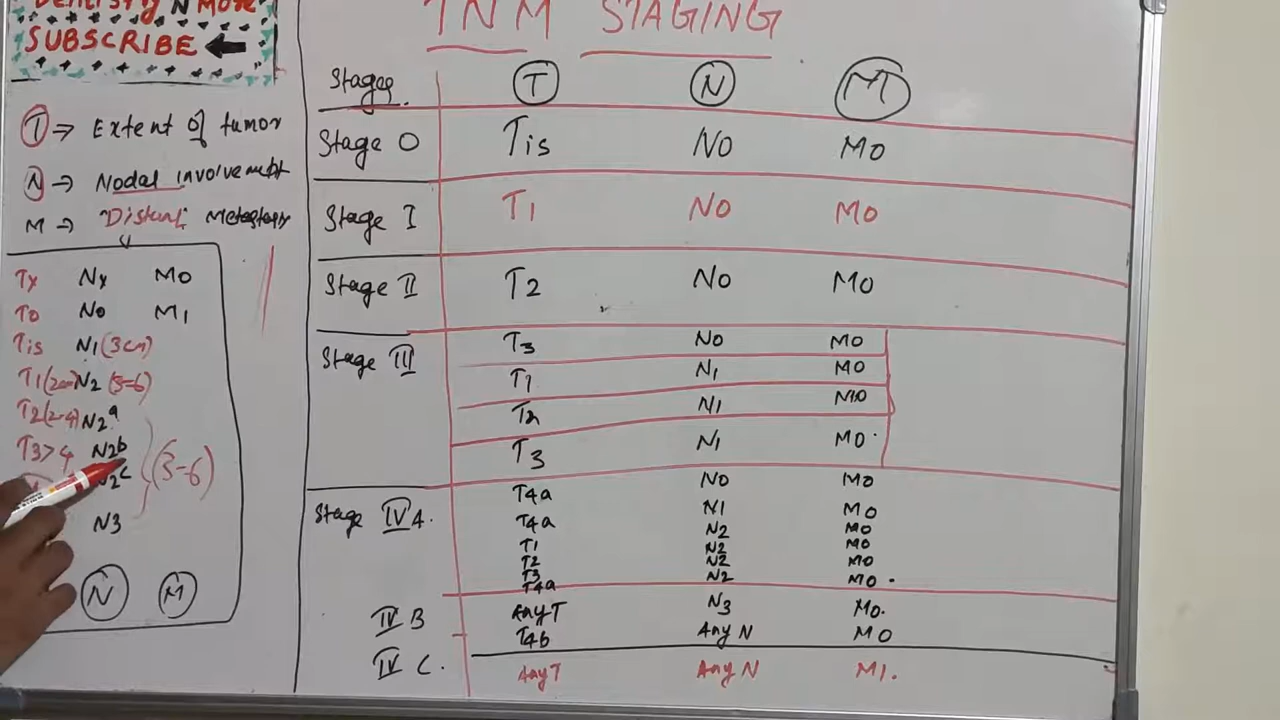 Dentistry N More
SUBSCRIBE
T → Extent of tumor
N → Nodal involvement
M → "Distant"
Tx Nx M0
T0 N0 M1
Tis N1 (3cm)
T1 N2 (3-6)
T2 (2-4) N2a
T3>4 N2b
N2c (3-6)
N3
N M
TNM STAGING
Stages T N M
Stage 0 Tis N0 M0
Stage I T1 N0 M0
Stage II T2 N0 M0
Stage III T3 N0 M0
T1 N1 M0
T2 N1 M0
T3 N1 M0.
Stage IV A. T4a N0 M0
T4a N1 M0
T1 N2 M0
T2 N2 M0
T3 N2 M0
T4a N2 M0.
IV B Any T N3 M0.
T4b Any N M0
IV C. Any T Any N M1.